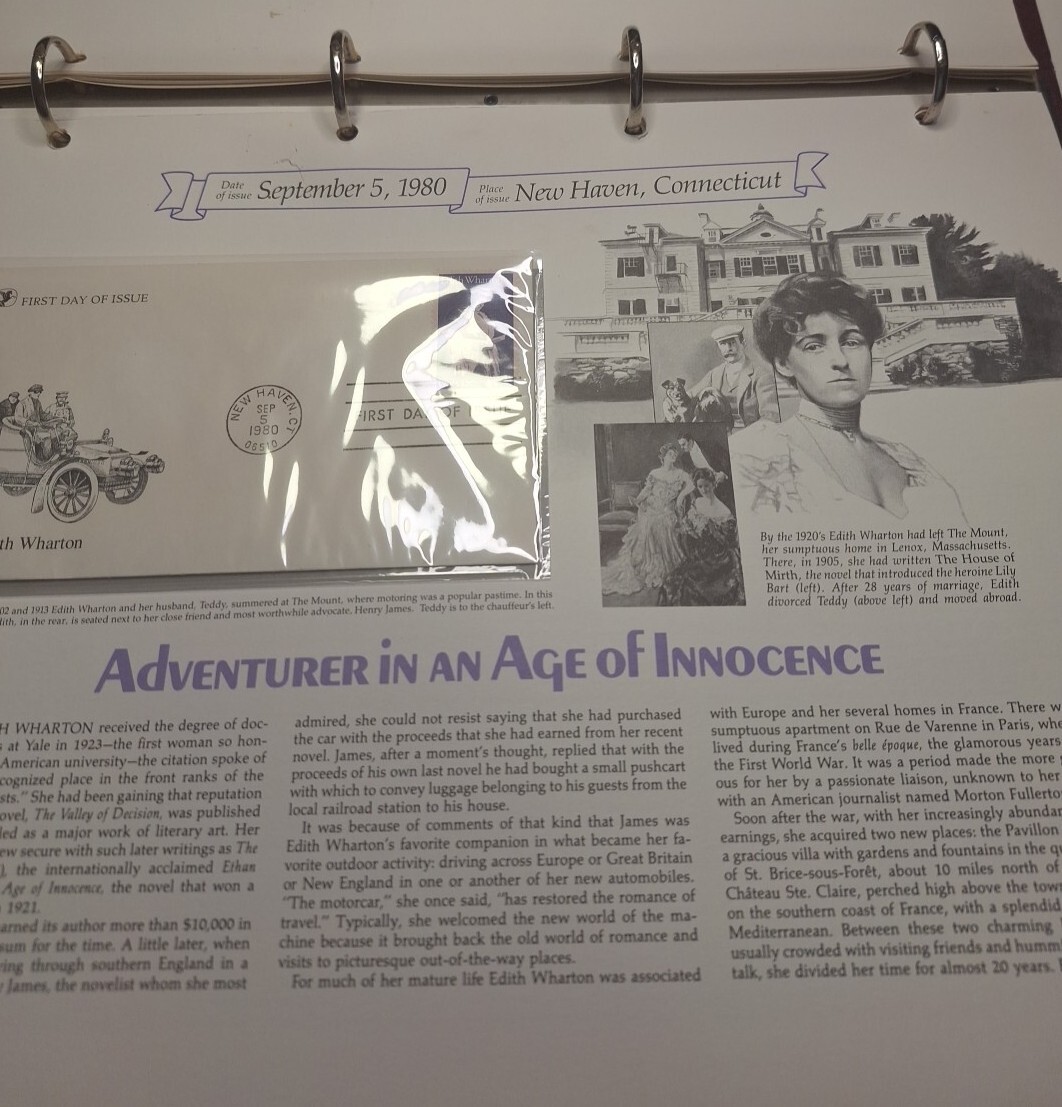 Date
of issue September 5, 1980
Place
of issue New Haven, Connecticut
FIRST DAY OF ISSUE
NEW HAVEN, CT
SEP
5
1980
06510
FIRST DA OF
th Wharton
By the 1920's Edith Wharton had left The Mount,
her sumptuous home in Lenox, Massachusetts.
There, in 1905, she had written The House of
Mirth, the novel that introduced the heroine Lily
Bart (left). After 28 years of marriage, Edith
divorced Teddy (above left) and moved abroad.
02 and 1913 Edith Wharton and her husband, Teddy, summered at The Mount, where motoring was a popular pastime. In this
dith, in the rear, is seated next to her close friend and most worthwhile advocate, Henry James. Teddy is to the chauffeur's left.
ADVENTURER IN AN AGE OF INNOCENCE
H WHARTON received the degree of doc-
s at Yale in 1923—the first woman so hon-
American university—the citation spoke of
cognized place in the front ranks of the
sts." She had been gaining that reputation
ovel, The Valley of Decision, was published
led as a major work of literary art. Her
ew secure with such later writings as The
), the internationally acclaimed Ethan
Age of Innocence, the novel that won a
1921.
arned its author more than $10,000 in
sum for the time. A little later, when
ing through southern England in a
James, the novelist whom she most
admired, she could not resist saying that she had purchased
the car with the proceeds that she had earned from her recent
novel. James, after a moment's thought, replied that with the
proceeds of his own last novel he had bought a small pushcart
with which to convey luggage belonging to his guests from the
local railroad station to his house.
It was because of comments of that kind that James was
Edith Wharton's favorite companion in what became her fa-
vorite outdoor activity: driving across Europe or Great Britain
or New England in one or another of her new automobiles.
"The motorcar," she once said, "has restored the romance of
travel." Typically, she welcomed the new world of the ma-
chine because it brought back the old world of romance and
visits to picturesque out-of-the-way places.
For much of her mature life Edith Wharton was associated
with Europe and her several homes in France. There w
sumptuous apartment on Rue de Varenne in Paris, whe
lived during France's belle époque, the glamorous years
the First World War. It was a period made the more
ous for her by a passionate liaison, unknown to her
with an American journalist named Morton Fullerto
Soon after the war, with her increasingly abundan
earnings, she acquired two new places: the Pavillon
a gracious villa with gardens and fountains in the qu
of St. Brice-sous-Forêt, about 10 miles north of
Château Ste. Claire, perched high above the tow
on the southern coast of France, with a splendid
Mediterranean. Between these two charming
usually crowded with visiting friends and humm
talk, she divided her time for almost 20 years.